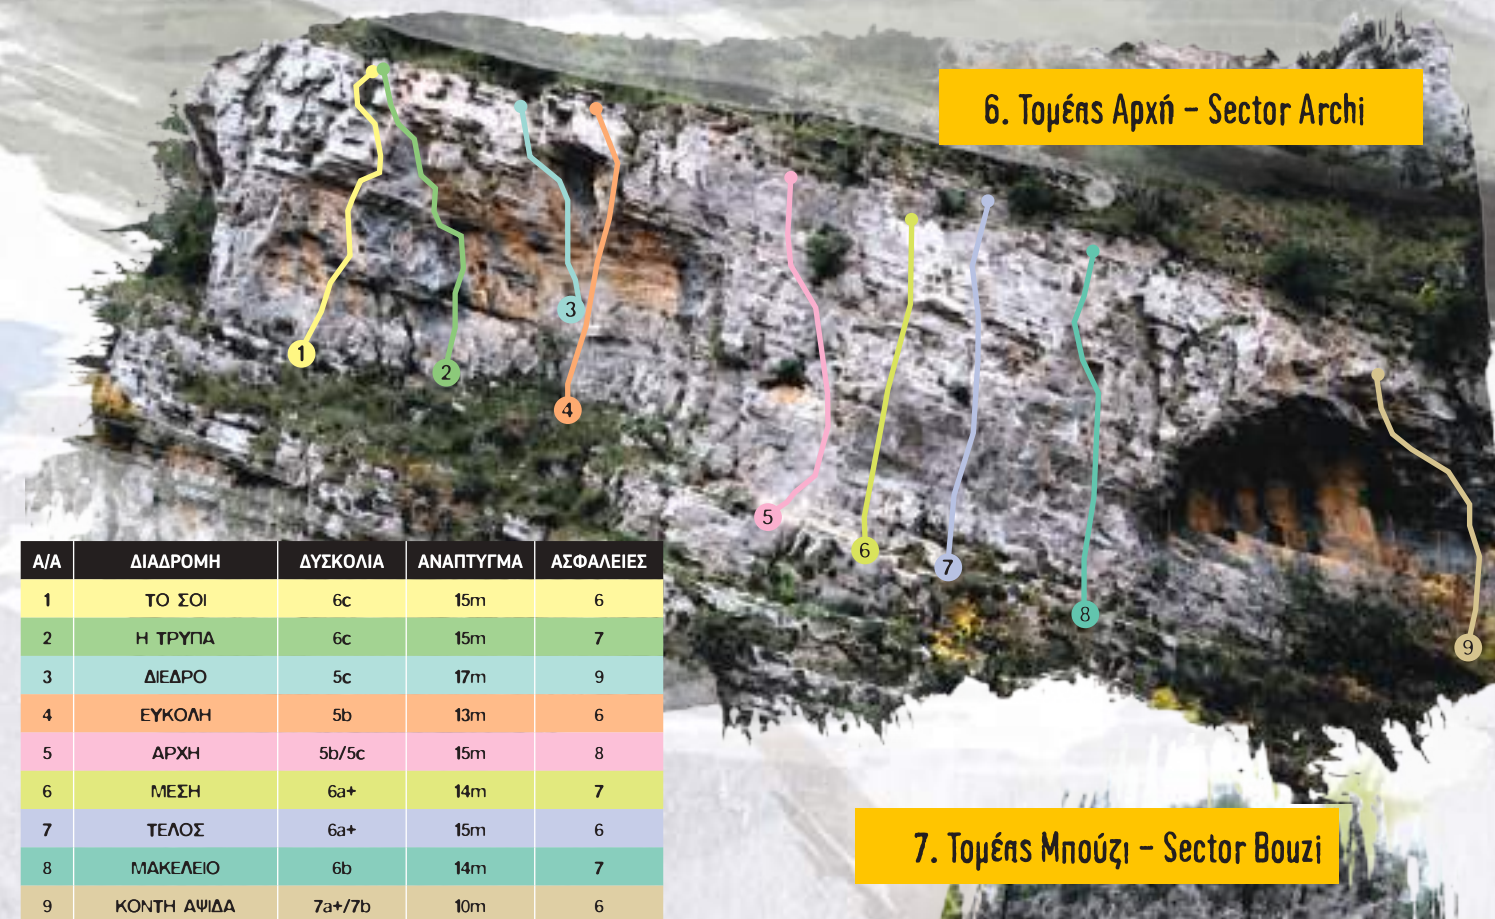 6. Τομέας Αρχή – Sector Archi
1
2
3
4
5
6
7
8
9
Α/Α ΔΙΑΔΡΟΜΗ ΔΥΣΚΟΛΙΑ ΑΝΑΠΤΥΓΜΑ ΑΣΦΑΛΕΙΕΣ
1 ΤΟ ΣΟΙ 6c 15m 6
2 Η ΤΡΥΠΑ 6c 15m 7
3 ΔΙΕΔΡΟ 5c 17m 9
4 ΕΥΚΟΛΗ 5b 13m 6
5 ΑΡΧΗ 5b/5c 15m 8
6 ΜΕΣΗ 6a+ 14m 7
7 ΤΕΛΟΣ 6a+ 15m 6
8 ΜΑΚΕΛΕΙΟ 6b 14m 7
9 ΚΟΝΤΗ ΑΨΙΔΑ 7a+/7b 10m 6
7. Τομέας Μπούζι – Sector Bouzi